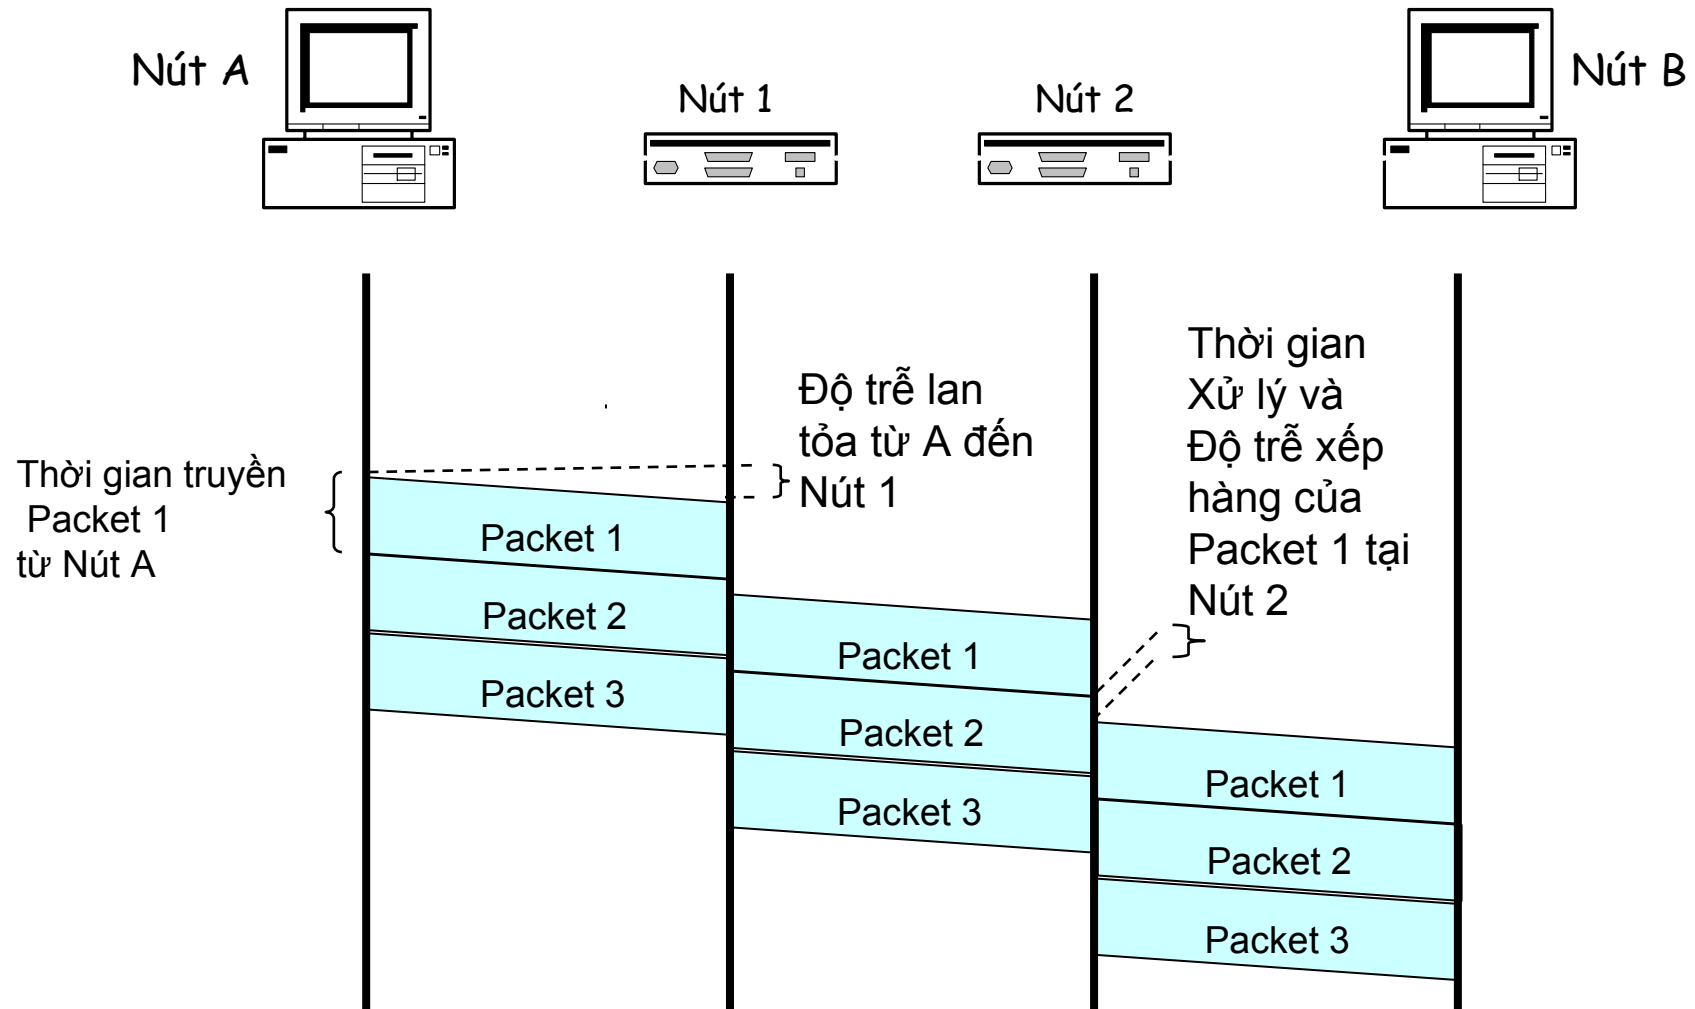 Nút A
Nút 1
Nút 2
Nút B
Thời gian truyền
Packet 1
từ Nút A
Độ trễ lan
tỏa từ A đến
Nút 1
Thời gian
Xử lý và
Độ trễ xếp
hàng của
Packet 1 tại
Nút 2
Packet 1
Packet 2
Packet 3
Packet 1
Packet 2
Packet 3
Packet 1
Packet 2
Packet 3